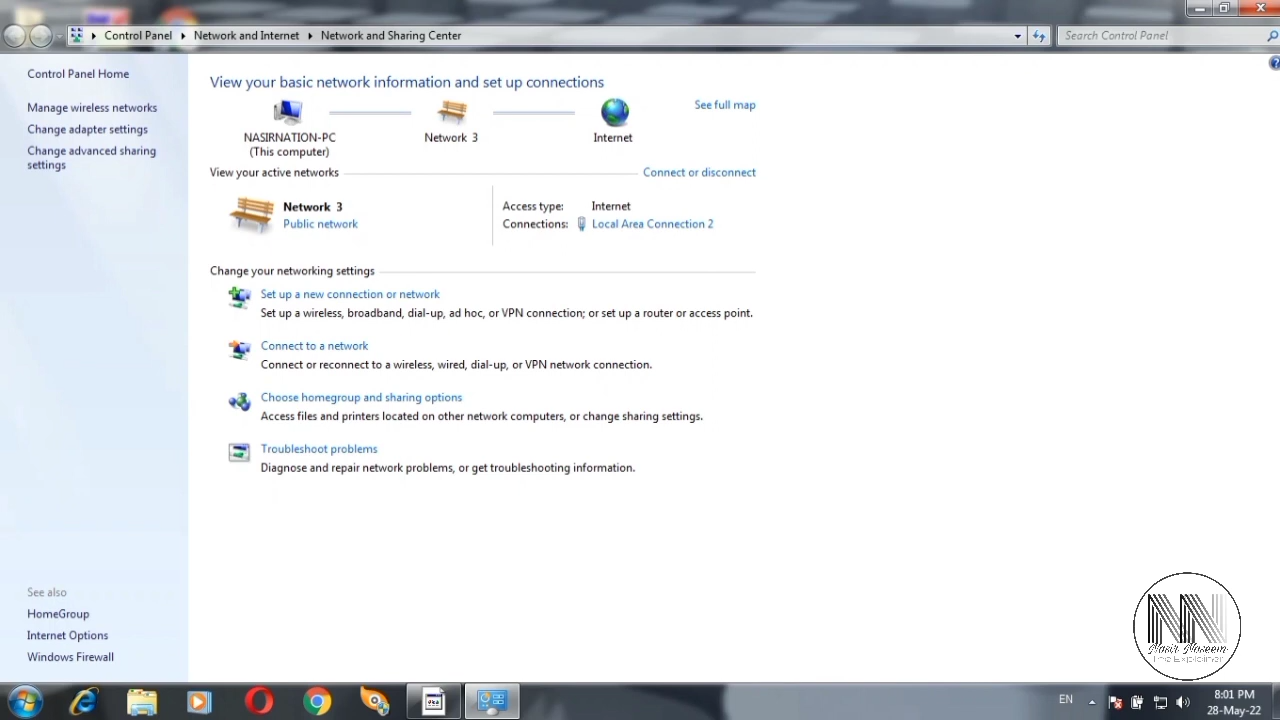 Control Panel
Network and Internet
Network and Sharing Center
Search Control Panel
Control Panel Home
Manage wireless networks
Change adapter settings
Change advanced sharing
settings
See also
HomeGroup
Internet Options
Windows Firewall
View your basic network information and set up connections
See full map
NASIRNATION-PC
(This computer)
Network 3
Internet
View your active networks
Connect or disconnect
Network 3
Public network
Access type: Internet
Connections: Local Area Connection 2
Change your networking settings
Set up a new connection or network
Set up a wireless, broadband, dial-up, ad hoc, or VPN connection; or set up a router or access point.
Connect to a network
Connect or reconnect to a wireless, wired, dial-up, or VPN network connection.
Choose homegroup and sharing options
Access files and printers located on other network computers, or change sharing settings.
Troubleshoot problems
Diagnose and repair network problems, or get troubleshooting information.
NN
Nasir Naseem
The Explainer
EN
8:01 PM
28-May-22